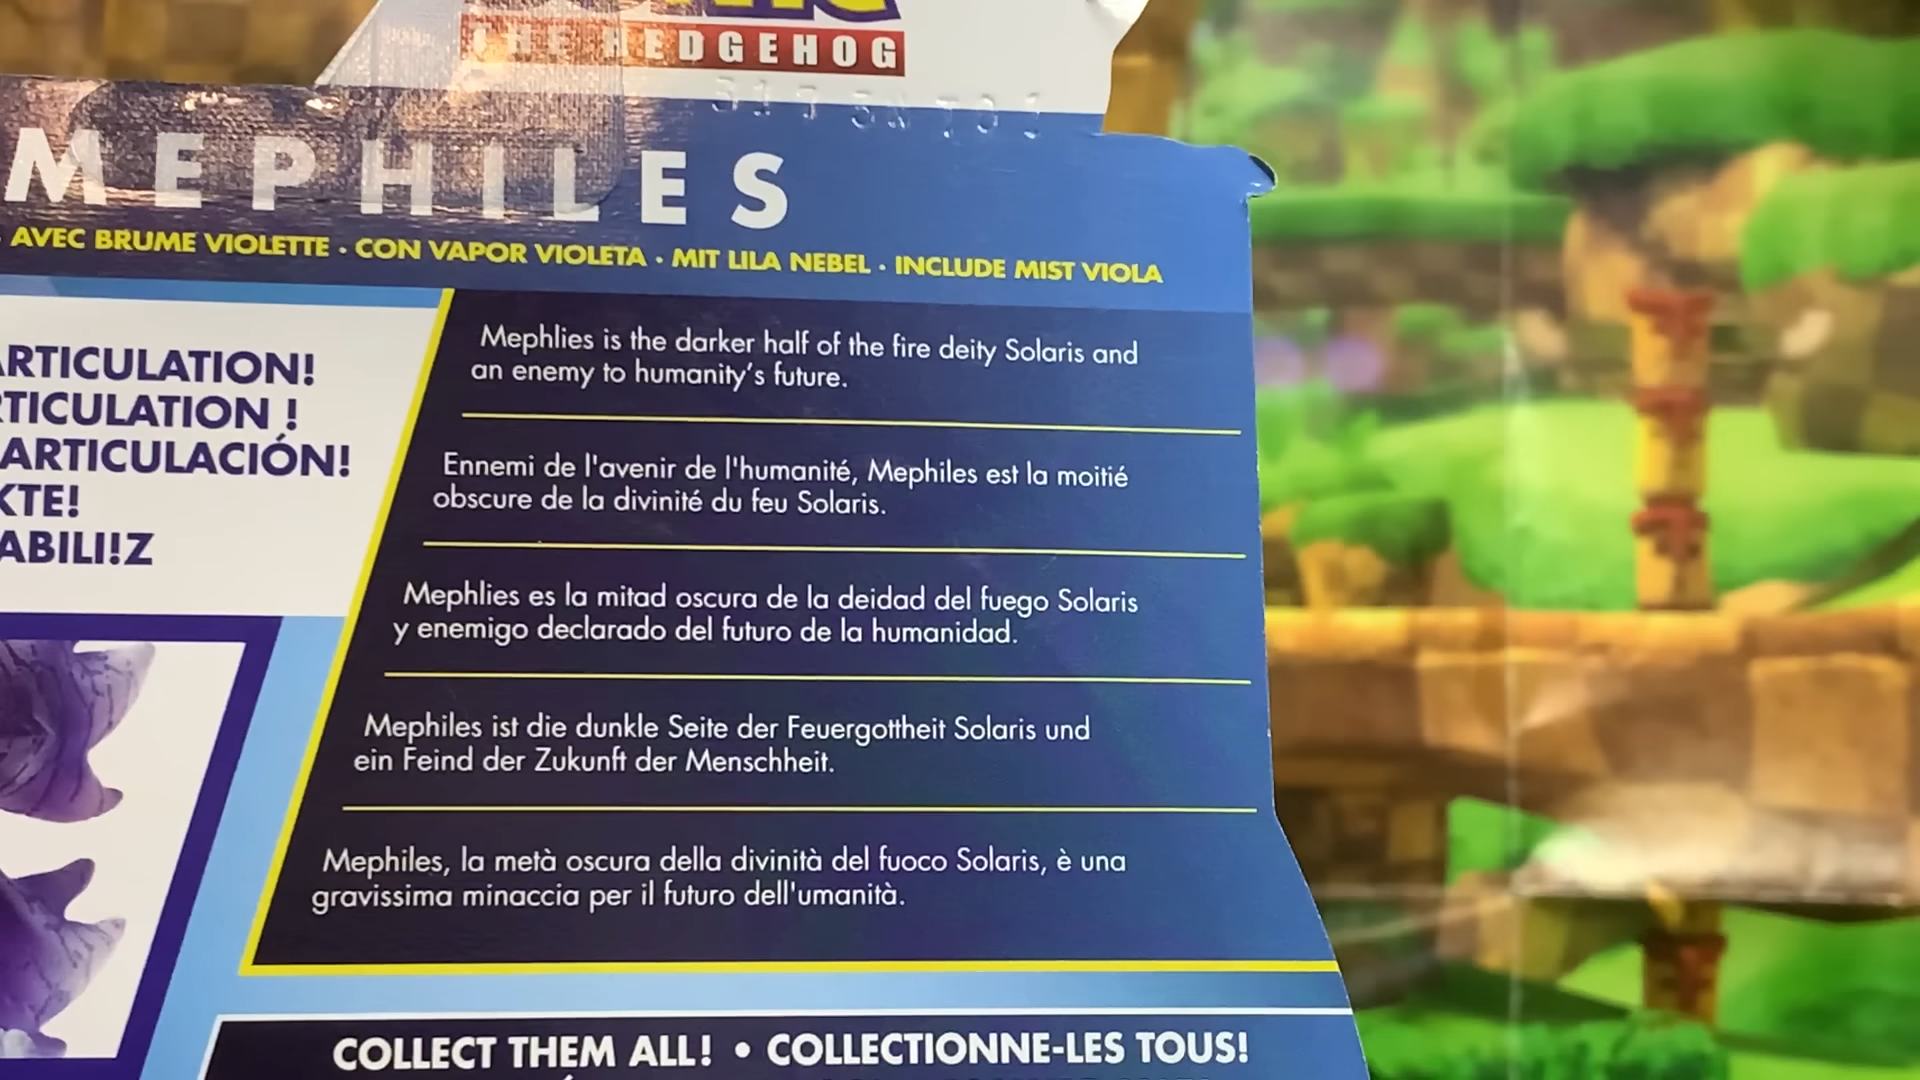 THE HEDGEHOG
MEPHILES
AVEC BRUME VIOLETTE · CON VAPOR VIOLETA · MIT LILA NEBEL · INCLUDE MIST VIOLA
ARTICULATION!
RTICULATION !
ARTICULACIÓN!
KTE!
ABILI!Z
Mephlies is the darker half of the fire deity Solaris and
an enemy to humanity's future.
Ennemi de l'avenir de l'humanité, Mephiles est la moitié
obscure de la divinité du feu Solaris.
Mephlies es la mitad oscura de la deidad del fuego Solaris
y enemigo declarado del futuro de la humanidad.
Mephiles ist die dunkle Seite der Feuergottheit Solaris und
ein Feind der Zukunft der Menschheit.
Mephiles, la metà oscura della divinità del fuoco Solaris, è una
gravissima minaccia per il futuro dell'umanità.
COLLECT THEM ALL! • COLLECTIONNE-LES TOUS!